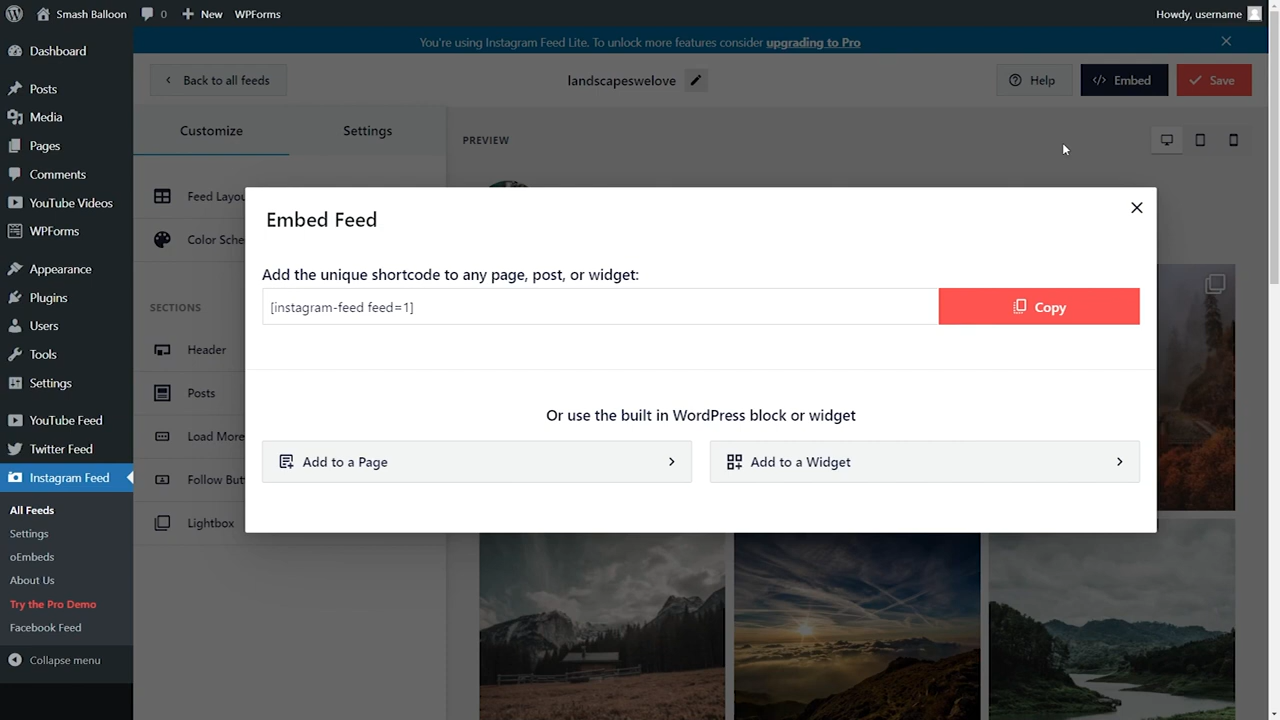 Smash Balloon 0 New WPForms Howdy, username
You're using Instagram Feed Lite. To unlock more features consider upgrading to Pro
Back to all feeds landscapeswelove Help Embed Save
Dashboard
Posts
Media
Pages
Comments
YouTube Videos
WPForms
Appearance
Plugins
Users
Tools
Settings
YouTube Feed
Twitter Feed
Instagram Feed
All Feeds
Settings
oEmbeds
About Us
Try the Pro Demo
Facebook Feed
Collapse menu
Customize Settings
Feed Layou
Color Sche
SECTIONS
Header
Posts
Load More
Follow But
Lightbox
PREVIEW
Embed Feed
Add the unique shortcode to any page, post, or widget:
[instagram-feed feed=1] Copy
Or use the built in WordPress block or widget
Add to a Page Add to a Widget